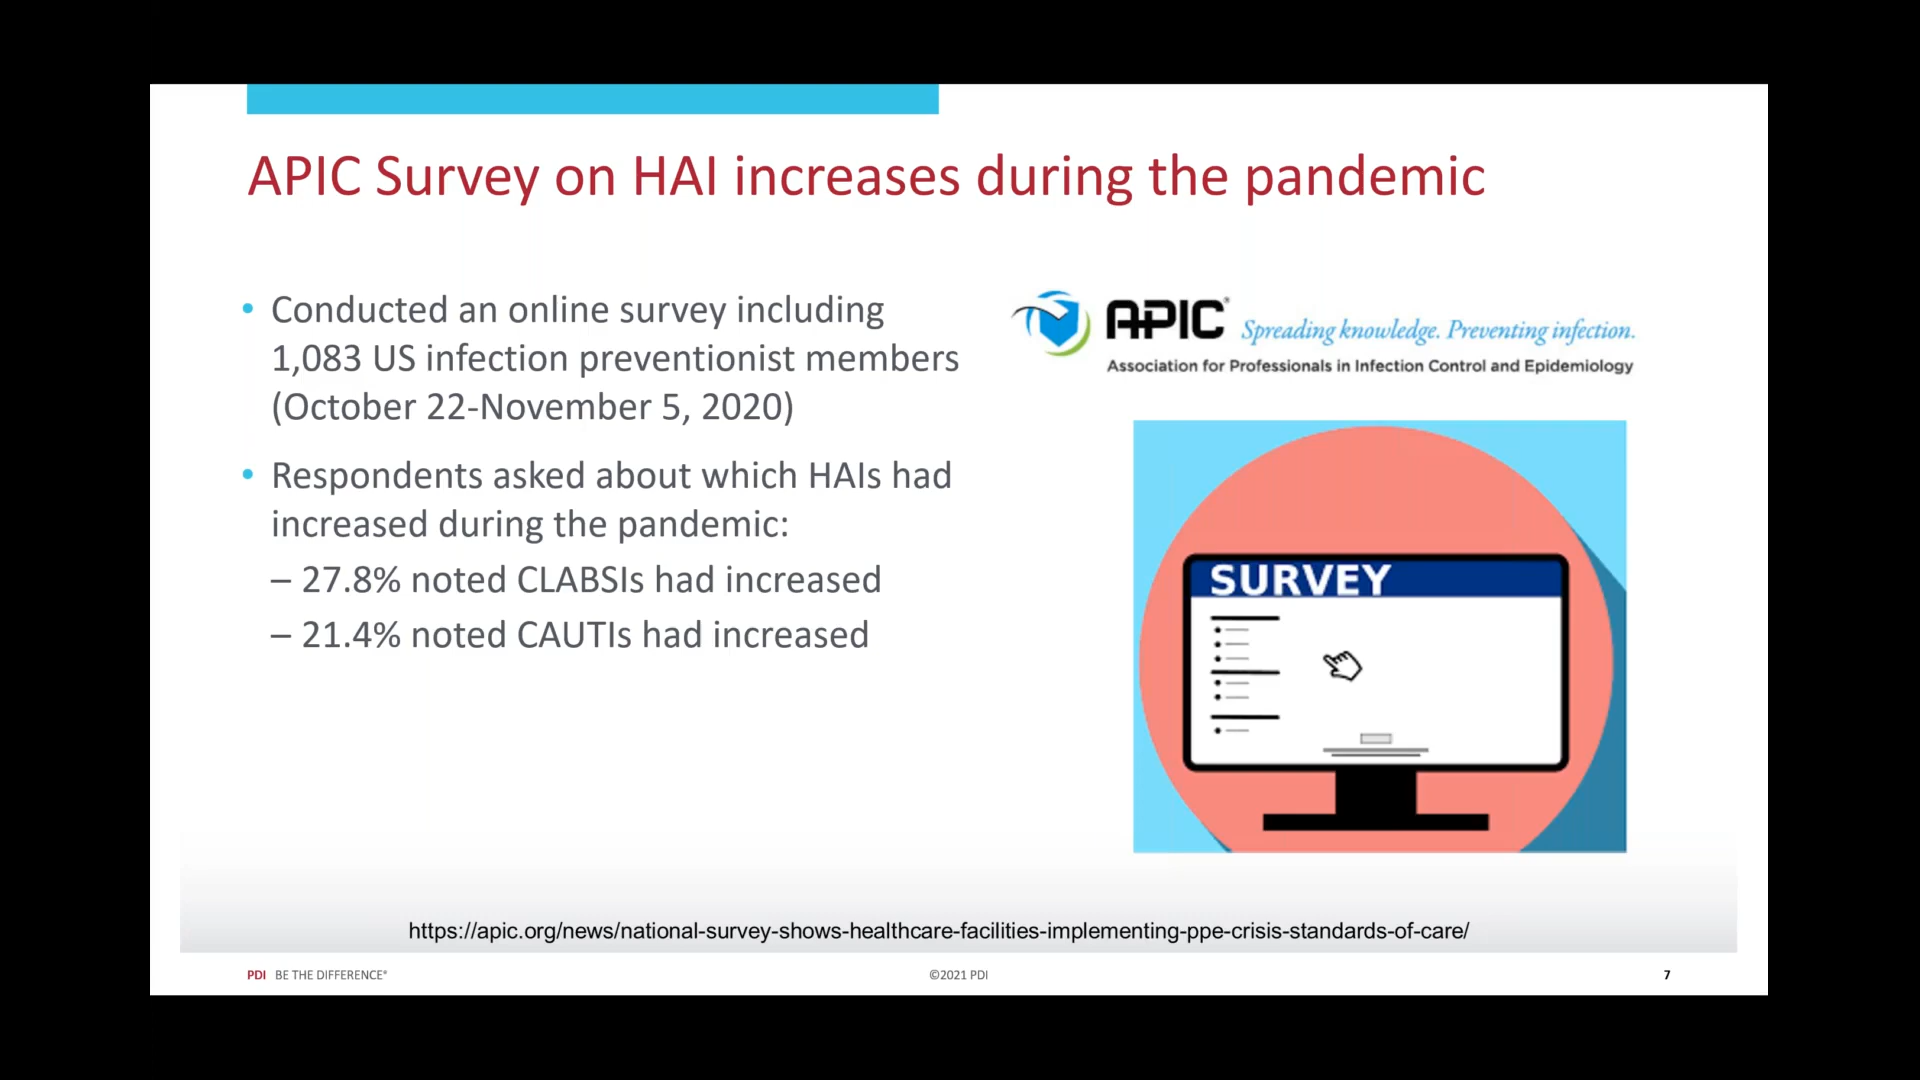 APIC Survey on HAI increases during the pandemic
• Conducted an online survey including
1,083 US infection preventionist members
(October 22-November 5, 2020)
• Respondents asked about which HAIs had
increased during the pandemic:
– 27.8% noted CLABSIs had increased
– 21.4% noted CAUTIs had increased
APIC® Spreading knowledge. Preventing infection.
Association for Professionals in Infection Control and Epidemiology
SURVEY
https://apic.org/news/national-survey-shows-healthcare-facilities-implementing-ppe-crisis-standards-of-care/
PDI BE THE DIFFERENCE®
©2021 PDI
7